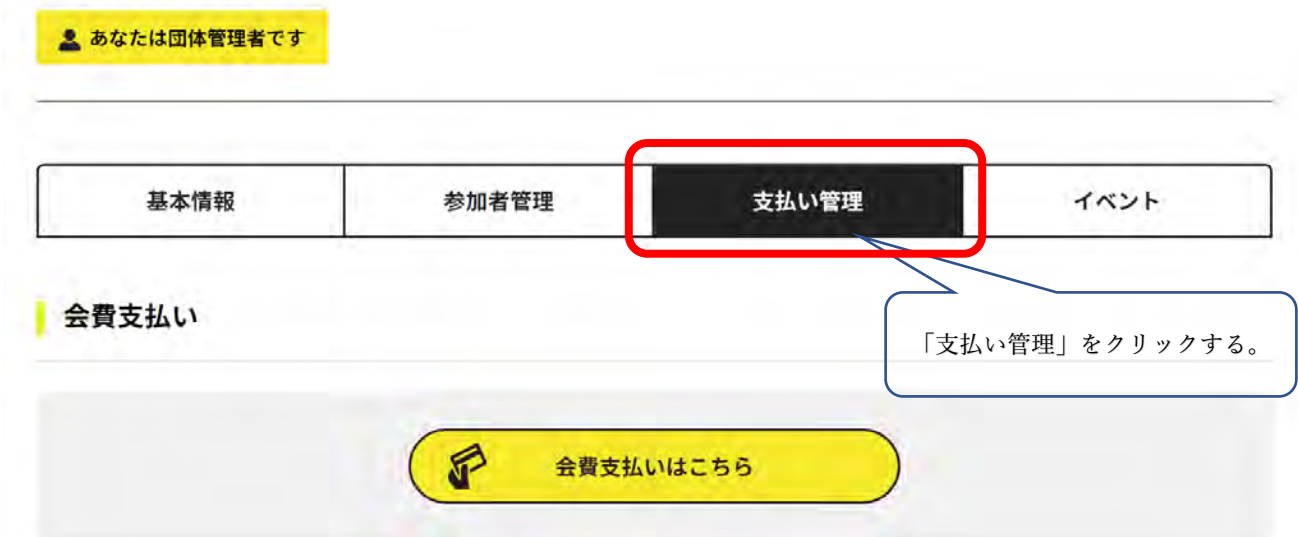 あなたは団体管理者です
基本情報
参加者管理
支払い管理
イベント
会費支払い
「支払い管理」をクリックする。
会費支払いはこちら